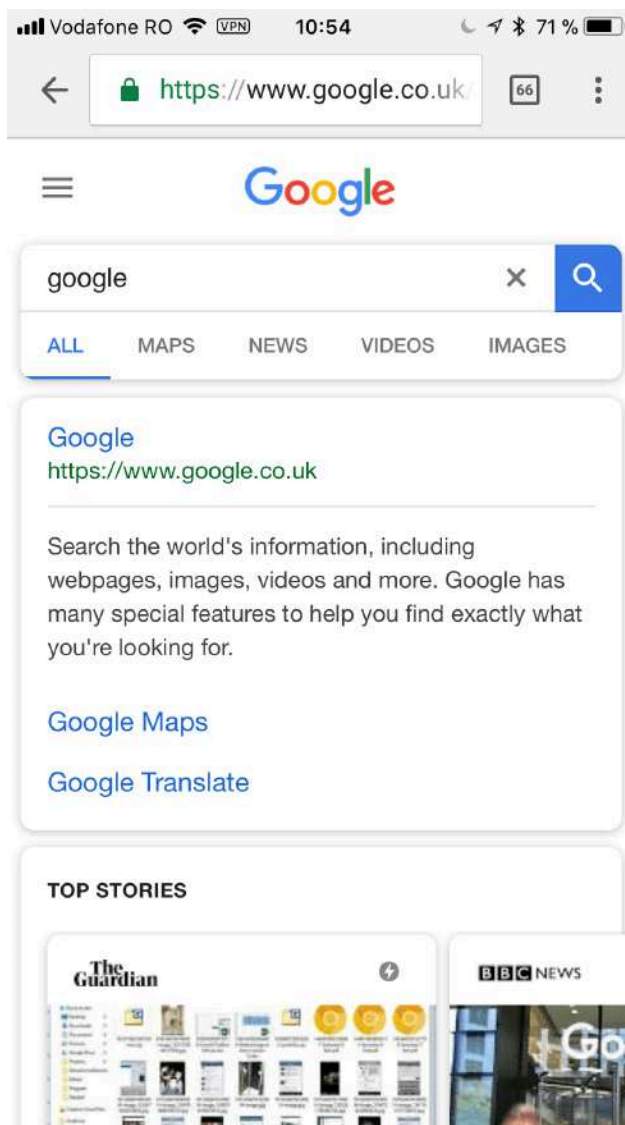 Vodafone RO VPN 10:54 71 %
https://www.google.co.uk/ 66
Google
google
ALL MAPS NEWS VIDEOS IMAGES
Google
https://www.google.co.uk
Search the world's information, including
webpages, images, videos and more. Google has
many special features to help you find exactly what
you're looking for.
Google Maps
Google Translate
TOP STORIES
The
Guardian
BBC NEWS
Go